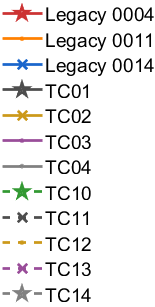 Legacy 0004
Legacy 0011
Legacy 0014
TC01
TC02
TC03
TC04
TC10
TC11
TC12
TC13
TC14